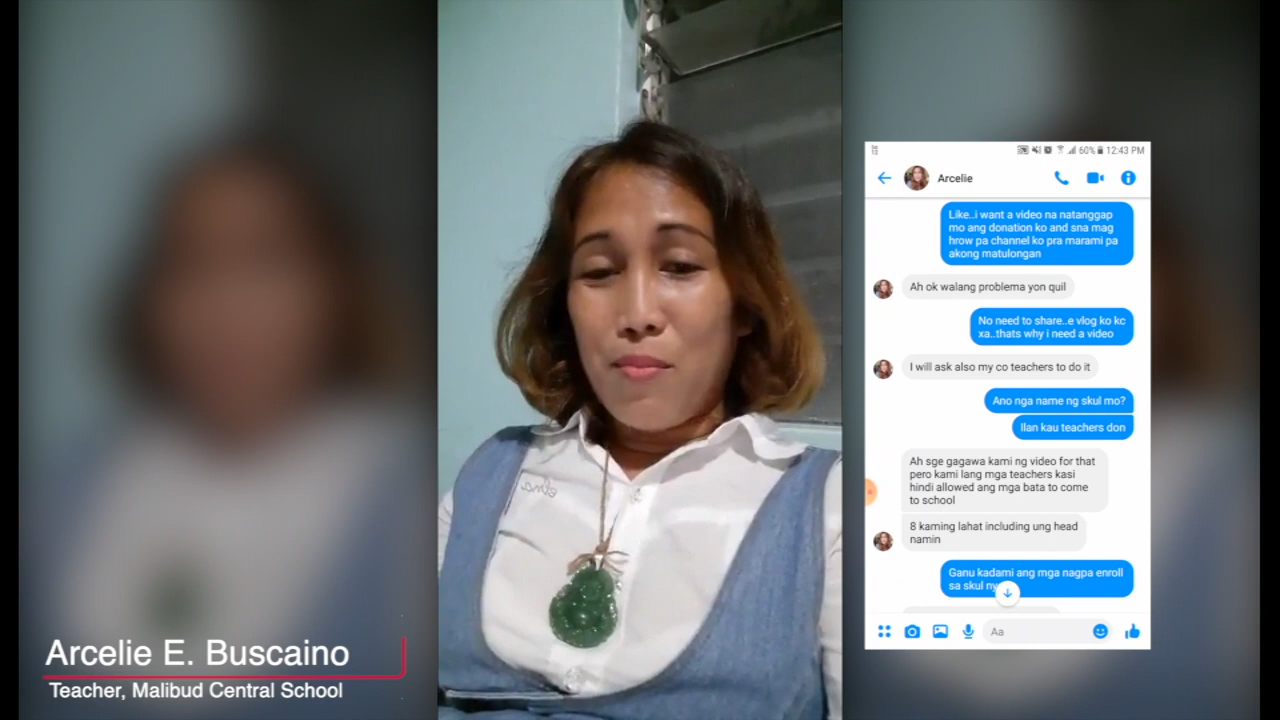 60% 12:43 PM
Arcelie
Like..i want a video na natanggap
mo ang donation ko and sna mag
hrow pa channel ko pra marami pa
akong matulongan
Ah ok walang problema yon quil
No need to share..e vlog ko kc
xa..thats why i need a video
I will ask also my co teachers to do it
Ano nga name ng skul mo?
Ilan kau teachers don
Ah sge gagawa kami ng video for that
pero kami lang mga teachers kasi
hindi allowed ang mga bata to come
to school
8 kaming lahat including ung head
namin
Ganu kadami ang mga nagpa enroll
sa skul
Aa
Arcelie E. Buscaino
Teacher, Malibud Central School